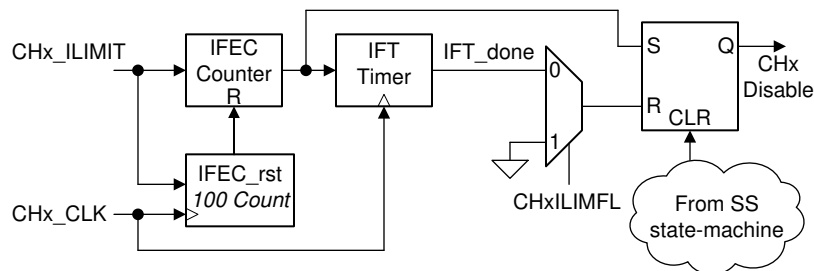 CHx_ILIMIT
IFEC
Counter
R
IFT
Timer
IFT_done
0
1
S
Q
R
CLR
CHx
Disable
IFEC_rst
100 Count
CHx_CLK
CHxILIMFL
From SS
state-machine